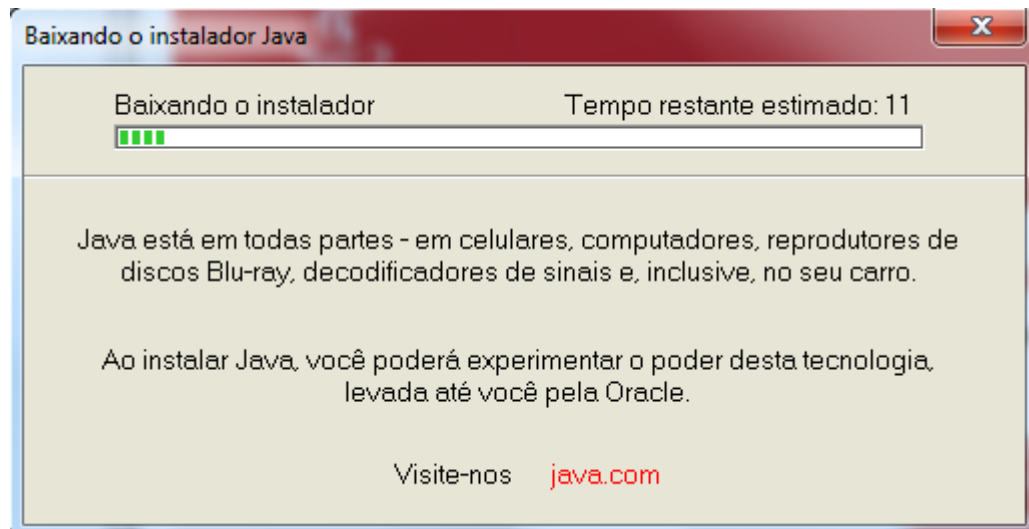 Baixando o instalador Java
Baixando o instalador Tempo restante estimado: 11
Java está em todas partes - em celulares, computadores, reprodutores de
discos Blu-ray, decodificadores de sinais e, inclusive, no seu carro.
Ao instalar Java, você poderá experimentar o poder desta tecnologia,
levada até você pela Oracle.
Visite-nos java.com